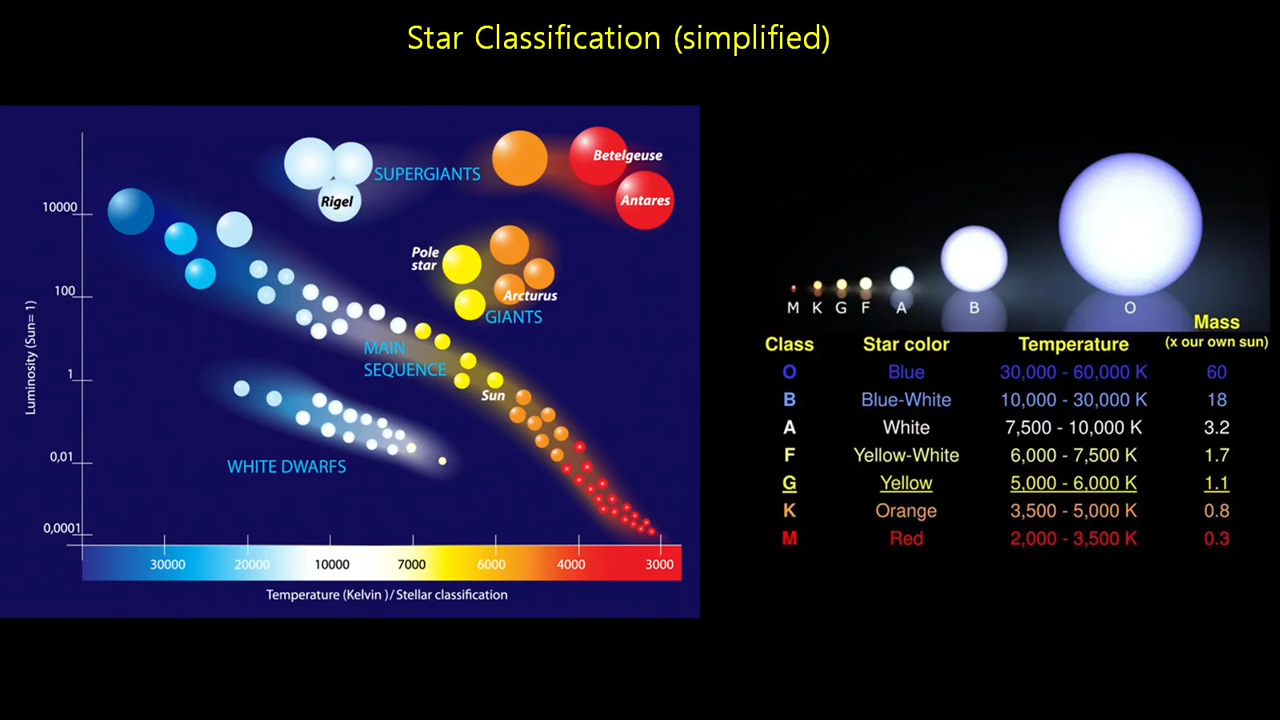 Star Classification (simplified)
Betelgeuse
SUPERGIANTS
Rigel
Antares
10000
Pole
star
100
Arcturus
GIANTS
Luminosity (Sun= 1)
MAIN
SEQUENCE
1
Sun
0,01
WHITE DWARFS
0,0001
30000 20000 10000 7000 6000 4000 3000
Temperature (Kelvin ) / Stellar classification
M K G F A B O
Mass
Class Star color Temperature (x our own sun)
O Blue 30,000 - 60,000 K 60
B Blue-White 10,000 - 30,000 K 18
A White 7,500 - 10,000 K 3.2
F Yellow-White 6,000 - 7,500 K 1.7
G Yellow 5,000 - 6,000 K 1.1
K Orange 3,500 - 5,000 K 0.8
M Red 2,000 - 3,500 K 0.3